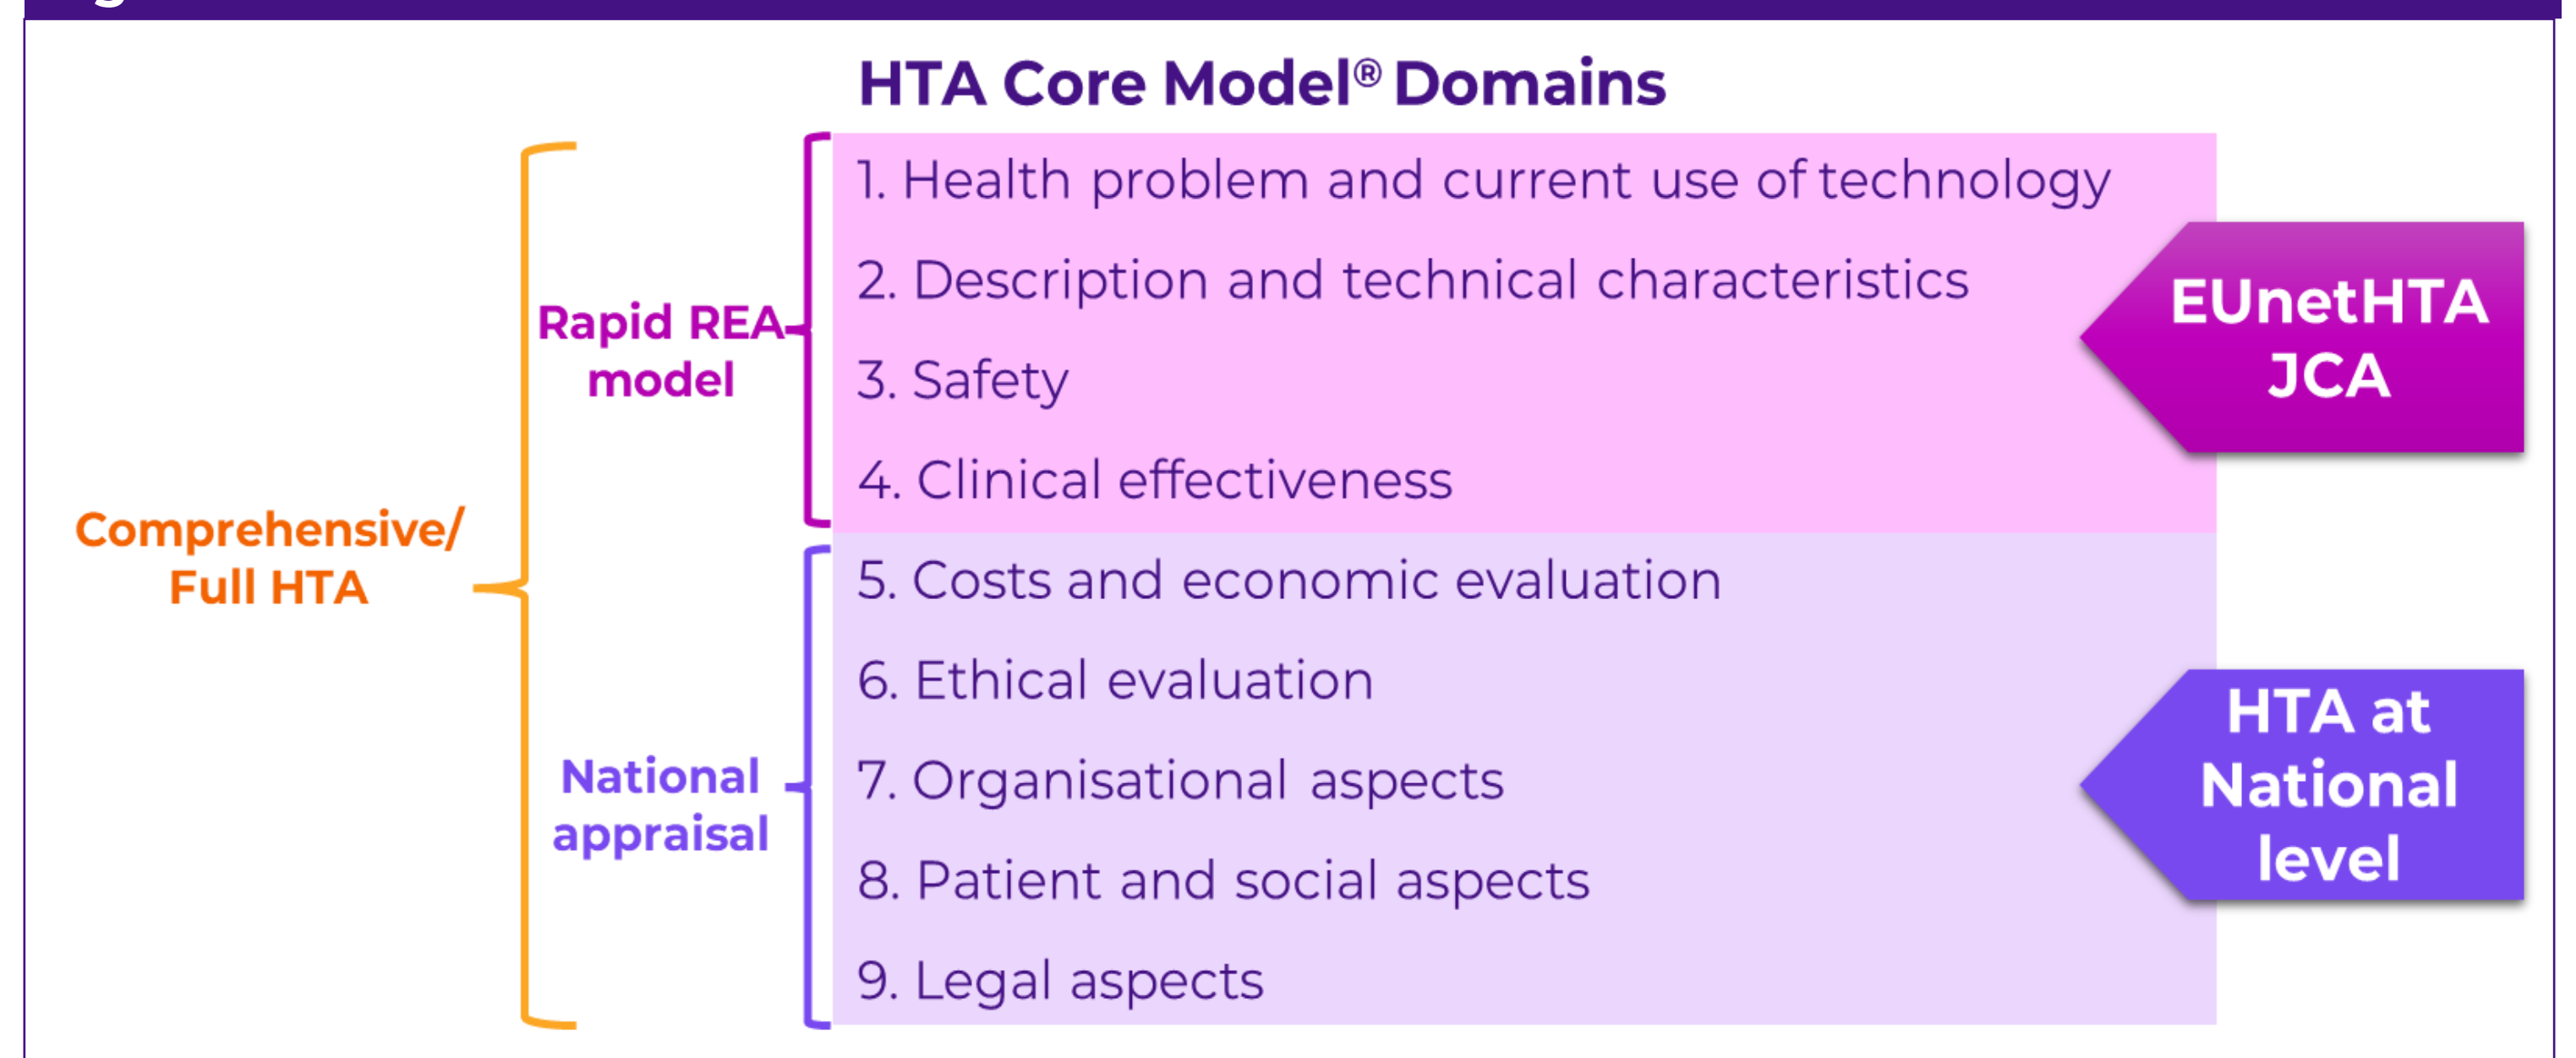 HTA Core Model® Domains
1. Health problem and current use of technology
2. Description and technical characteristics
3. Safety
4. Clinical effectiveness
5. Costs and economic evaluation
6. Ethical evaluation
7. Organisational aspects
8. Patient and social aspects
9. Legal aspects
Comprehensive/
Full HTA
Rapid REA
model
National
appraisal
EUnetHTA
JCA
HTA at
National
level